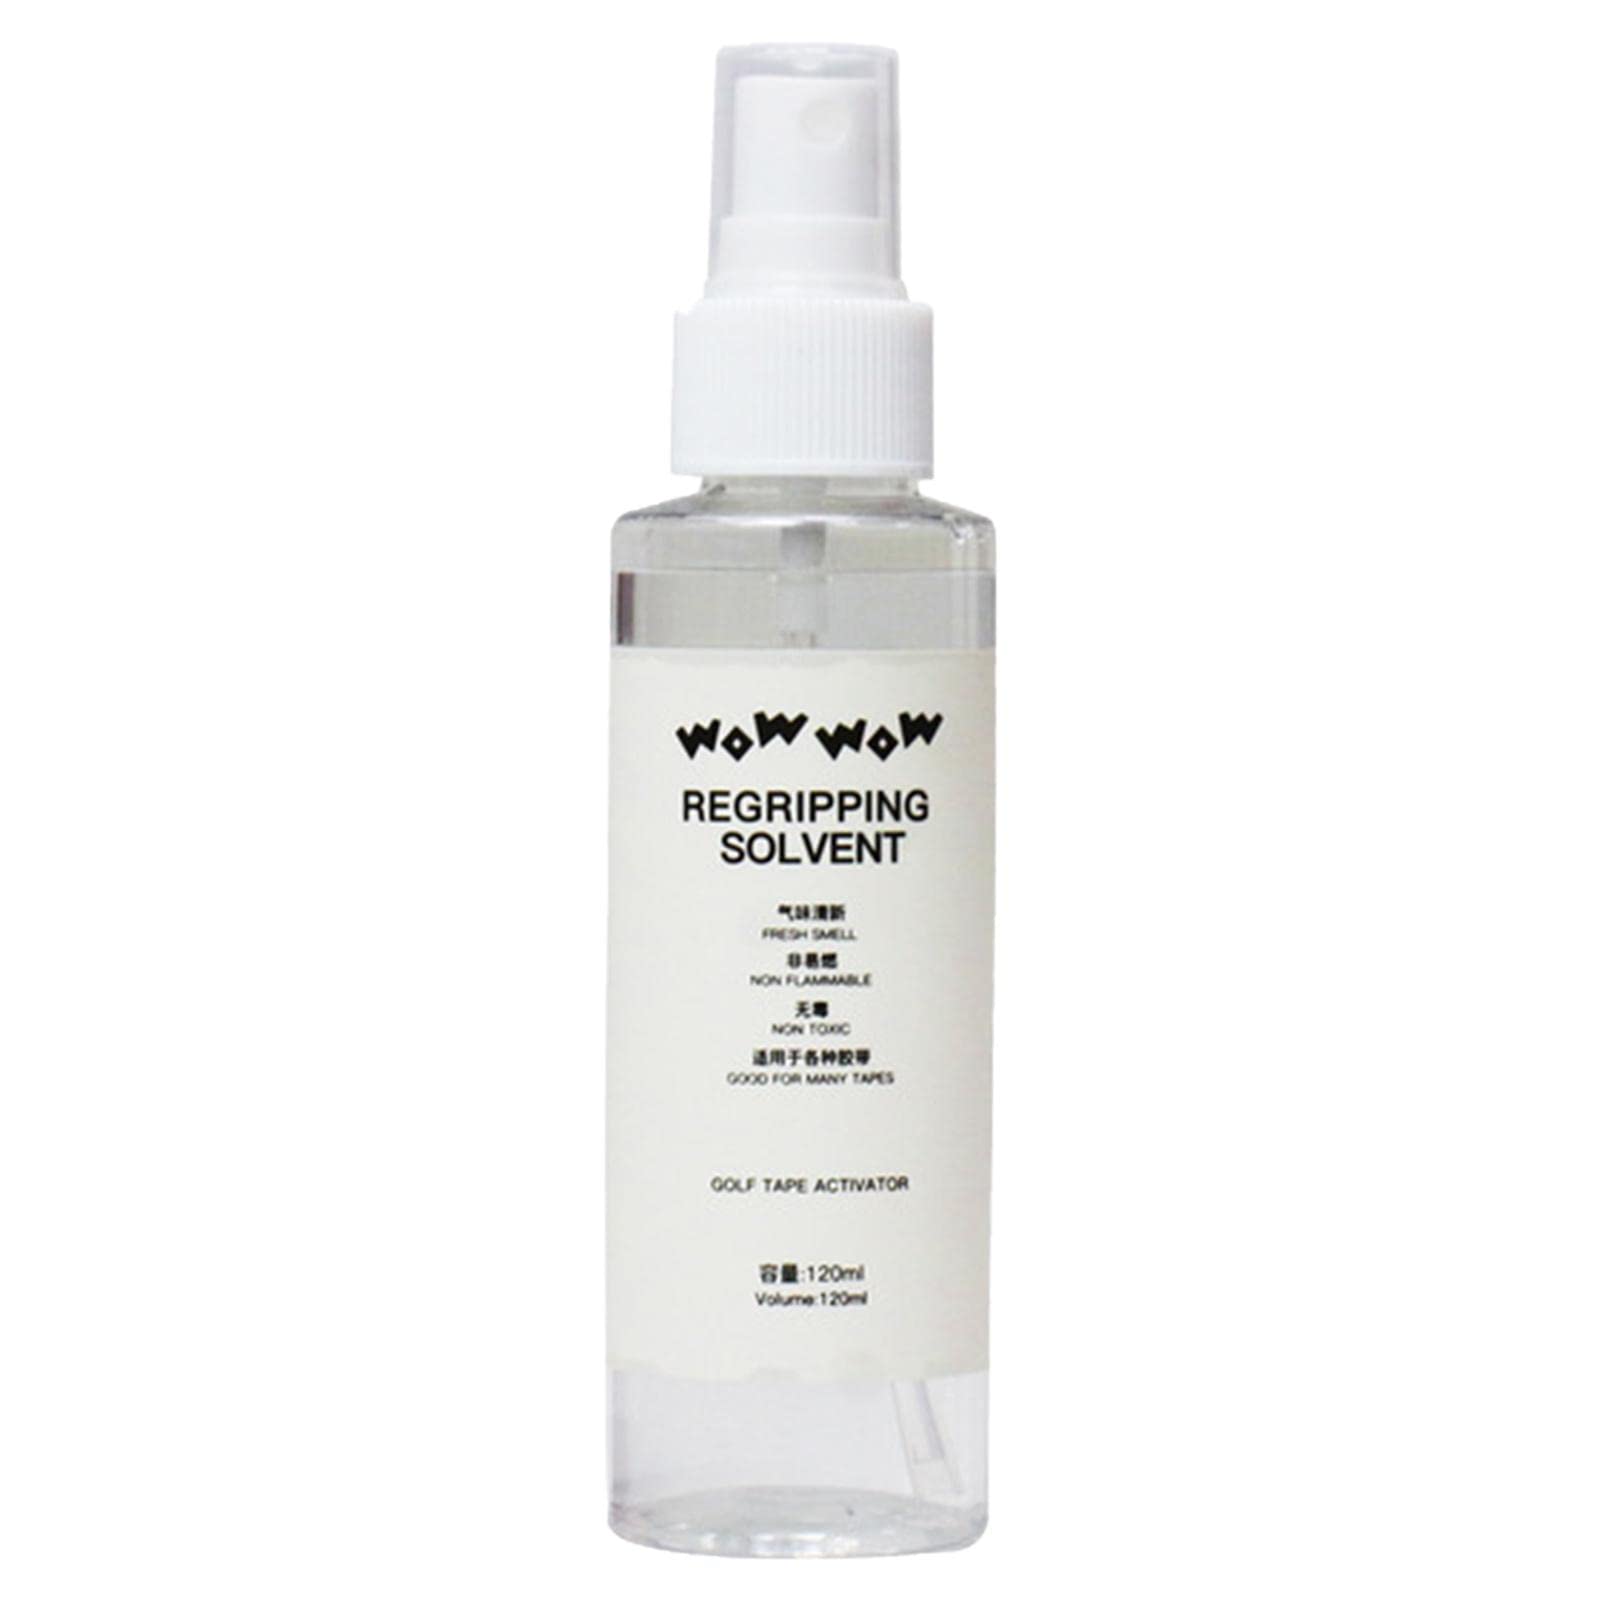 WOW WOW
REGRIPPING
SOLVENT
气味清新
FRESH SMELL
非易燃
NON FLAMMABLE
无毒
NON TOXIC
适用于各种胶带
GOOD FOR MANY TAPES
GOLF TAPE ACTIVATOR
容量:120ml
Volume:120ml